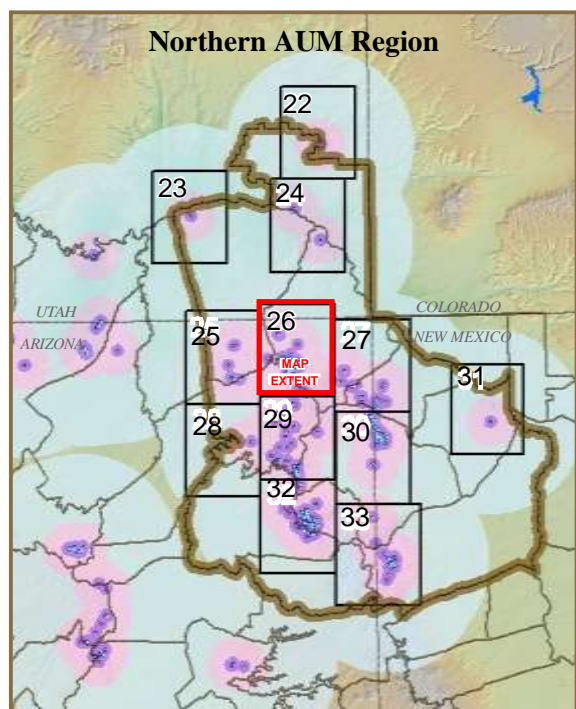 Northern AUM Region
22
23
24
UTAH
COLORADO
25
26
27
ARIZONA
NEW MEXICO
MAP
EXTENT
31
28
29
30
32
33